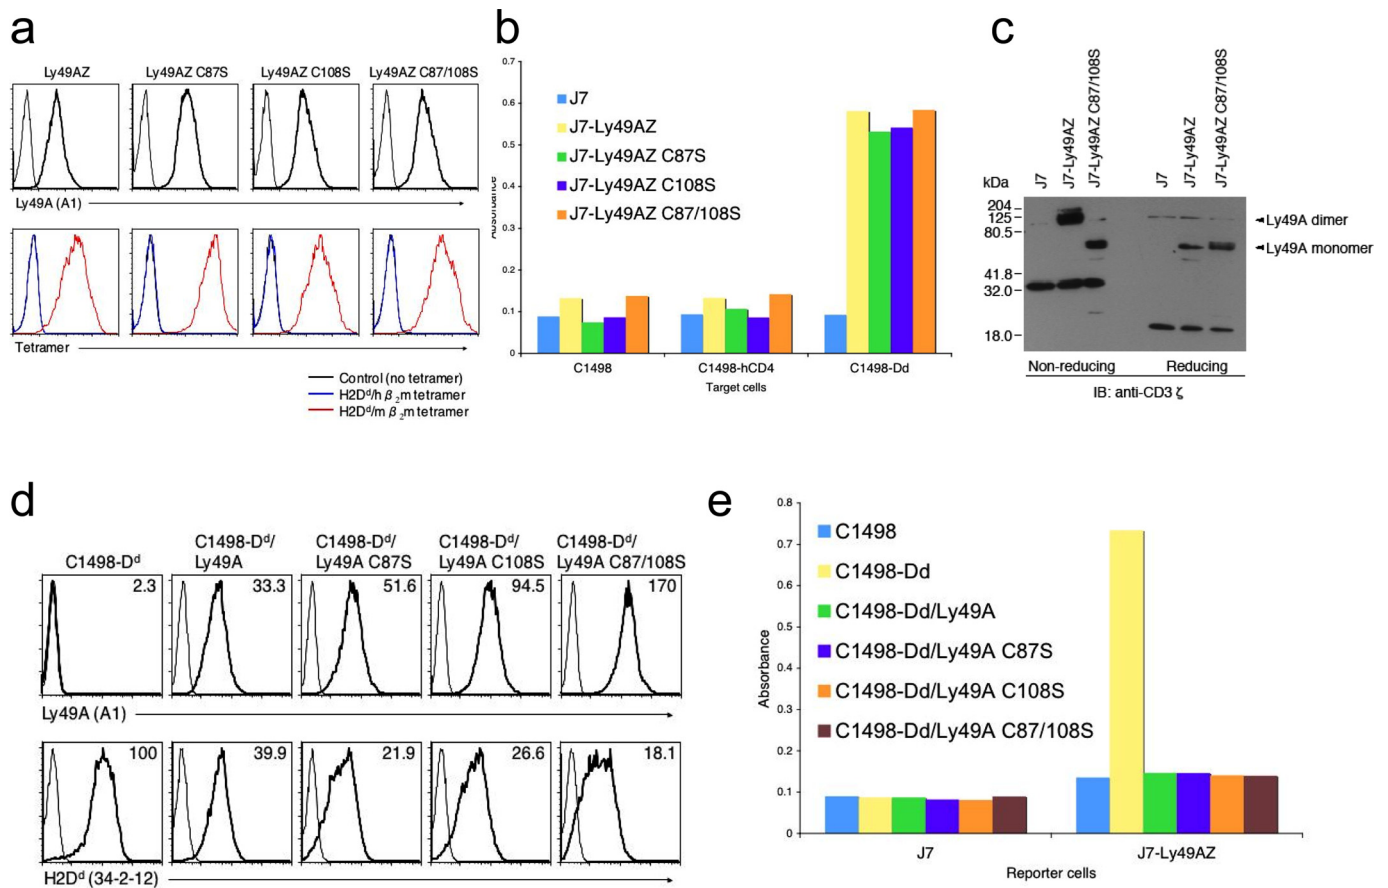 a
Ly49AZ
Ly49AZ C87S
Ly49AZ C108S
Ly49AZ C87/108S
Ly49A (A1)
Tetramer
Control (no tetramer)
H2Dᵈ/h β₂m tetramer
H2Dᵈ/m β₂m tetramer
b
0.7
0.6
0.5
0.4
0.3
0.2
0.1
0
Absorbance
J7
J7-Ly49AZ
J7-Ly49AZ C87S
J7-Ly49AZ C108S
J7-Ly49AZ C87/108S
C1498
C1498-hCD4
C1498-Dd
Target cells
c
kDa
J7
J7-Ly49AZ
J7-Ly49AZ C87/108S
J7
J7-Ly49AZ
J7-Ly49AZ C87/108S
204
125
80.5
41.8
32.0
18.0
Ly49A dimer
Ly49A monomer
Non-reducing
Reducing
IB: anti-CD3 ζ
d
C1498-Dᵈ
C1498-Dᵈ/
Ly49A
C1498-Dᵈ/
Ly49A C87S
C1498-Dᵈ/
Ly49A C108S
C1498-Dᵈ/
Ly49A C87/108S
2.3
33.3
51.6
94.5
170
Ly49A (A1)
100
39.9
21.9
26.6
18.1
H2Dᵈ (34-2-12)
e
0.8
0.7
0.6
0.5
0.4
0.3
0.2
0.1
0
Absorbance
C1498
C1498-Dd
C1498-Dd/Ly49A
C1498-Dd/Ly49A C87S
C1498-Dd/Ly49A C108S
C1498-Dd/Ly49A C87/108S
J7
J7-Ly49AZ
Reporter cells